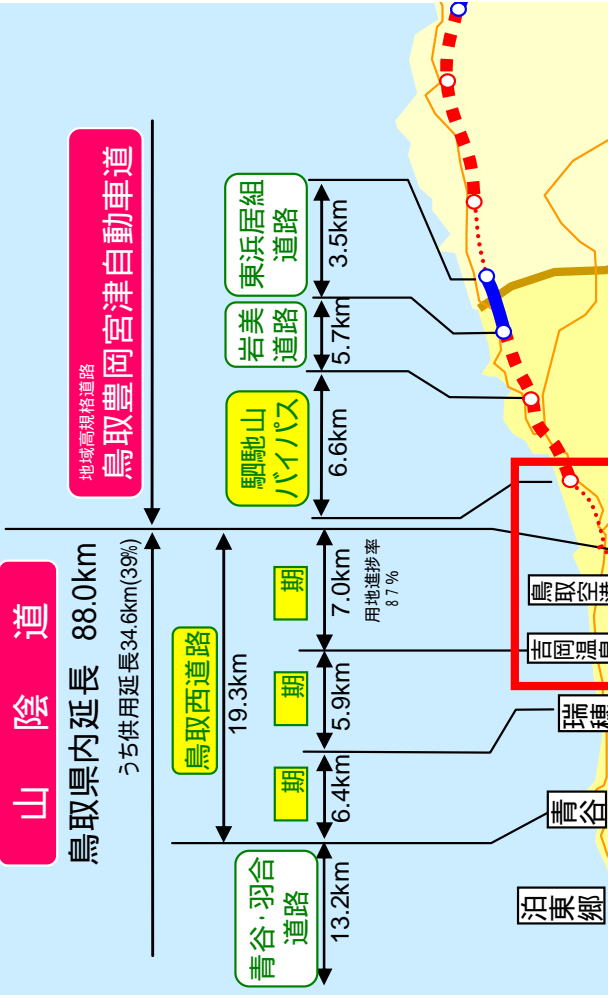 山陰道
鳥取県内延長 88.0km
うち供用延長34.6km(39%)
地域高規格道路
鳥取豊岡宮津自動車道
鳥取西道路
19.3km
青谷・羽合
道路
13.2km
期
6.4km
期
5.9km
期
7.0km
用地進捗率
87%
駟馳山
バイパス
6.6km
岩美
道路
5.7km
東浜居組
道路
3.5km
泊東郷
青谷
瑞穂
吉岡温
鳥取空